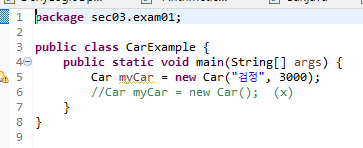 1 package sec03.exam01;
2
3 public class CarExample {
4 public static void main(String[] args) {
5 Car myCar = new Car("검정", 3000);
6 //Car myCar = new Car(); (x)
7 }
8 }
9